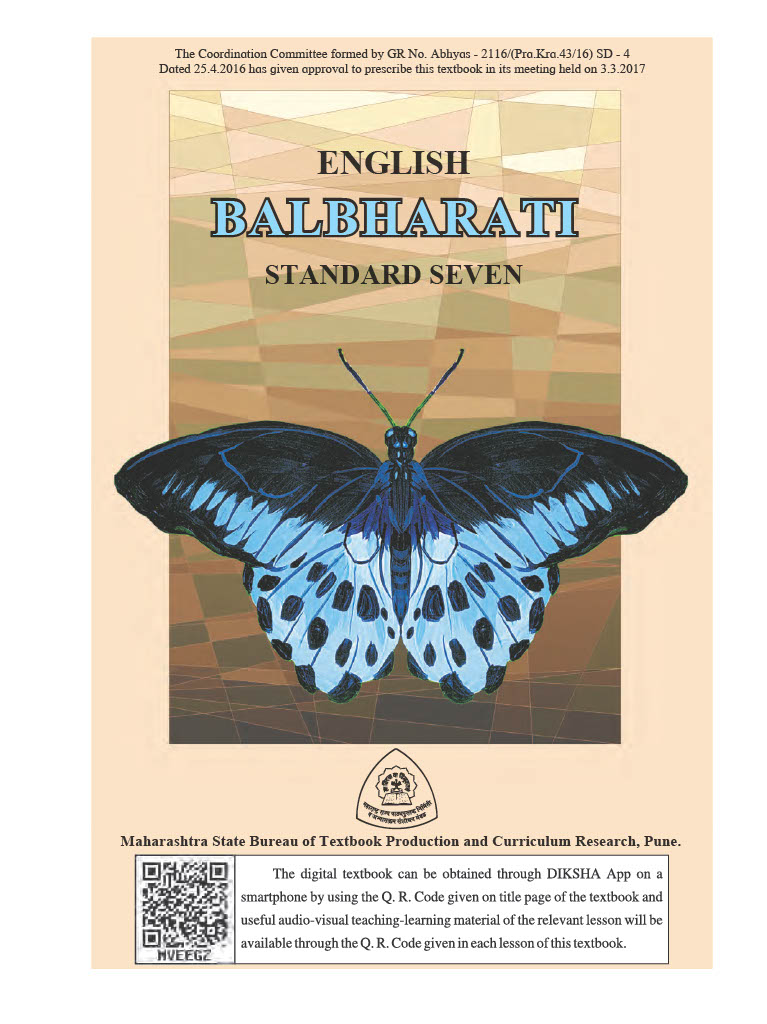 The Coordination Committee formed by GR No. Abhyas - 2116/(Pra.Kra.43/16) SD - 4
Dated 25.4.2016 has given approval to prescribe this textbook in its meeting held on 3.3.2017
ENGLISH
BALBHARATI
STANDARD SEVEN
Maharashtra State Bureau of Textbook Production and Curriculum Research, Pune.
The digital textbook can be obtained through DIKSHA App on a
smartphone by using the Q. R. Code given on title page of the textbook and
useful audio-visual teaching-learning material of the relevant lesson will be
available through the Q. R. Code given in each lesson of this textbook.
MVEEGZ